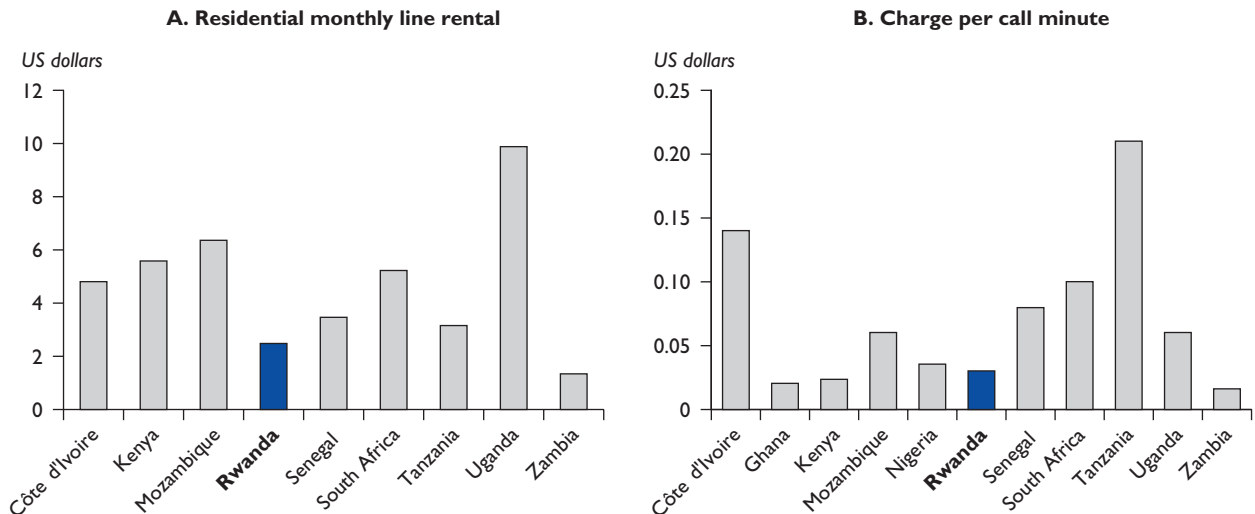 A. Residential monthly line rental
US dollars
12
10
8
6
4
2
0
Côte d'Ivoire
Kenya
Mozambique
Rwanda
Senegal
South Africa
Tanzania
Uganda
Zambia
B. Charge per call minute
US dollars
0.25
0.20
0.15
0.10
0.05
0
Côte d'Ivoire
Ghana
Kenya
Mozambique
Nigeria
Rwanda
Senegal
South Africa
Tanzania
Uganda
Zambia